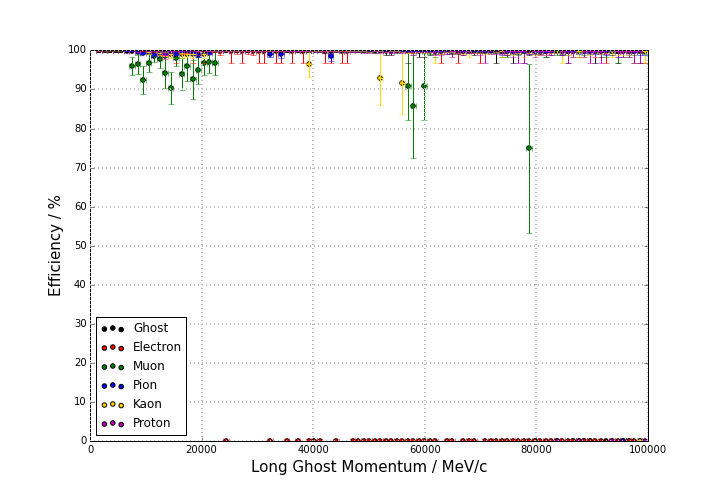 100
90
80
70
60
50
40
30
20
10
0
Efficiency / %
Ghost
Electron
Muon
Pion
Kaon
Proton
0 20000 40000 60000 80000 100000
Long Ghost Momentum / MeV/c